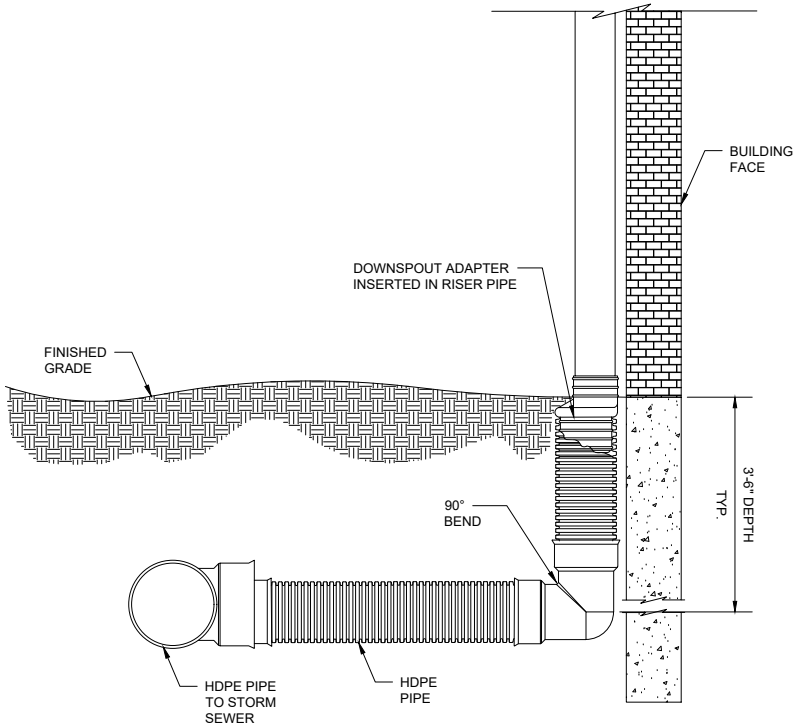 BUILDING
FACE
DOWNSPOUT ADAPTER
INSERTED IN RISER PIPE
FINISHED
GRADE
3'-6" DEPTH
TYP.
90°
BEND
HDPE PIPE
TO STORM
SEWER
HDPE
PIPE